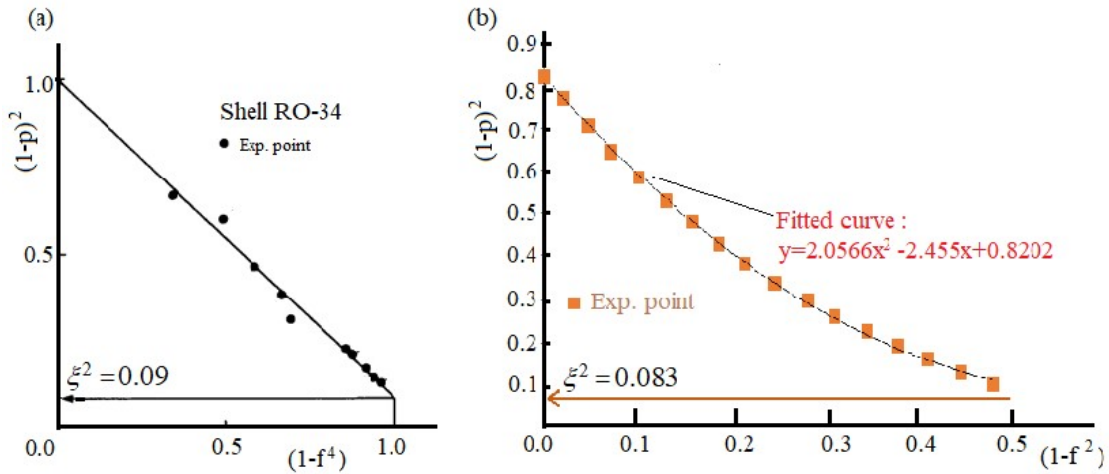 (a)
(1-p)²
1.0
0.5
0.0
Shell RO-34
Exp. point
ξ² = 0.09
0.5
1.0
(1-f⁴)
(b)
(1-p)²
0.9
0.8
0.7
0.6
0.5
0.4
0.3
0.2
0.1
Fitted curve :
y=2.0566x² -2.455x+0.8202
Exp. point
ξ² = 0.083
0.0
0.1
0.2
0.3
0.4
0.5
(1-f²)